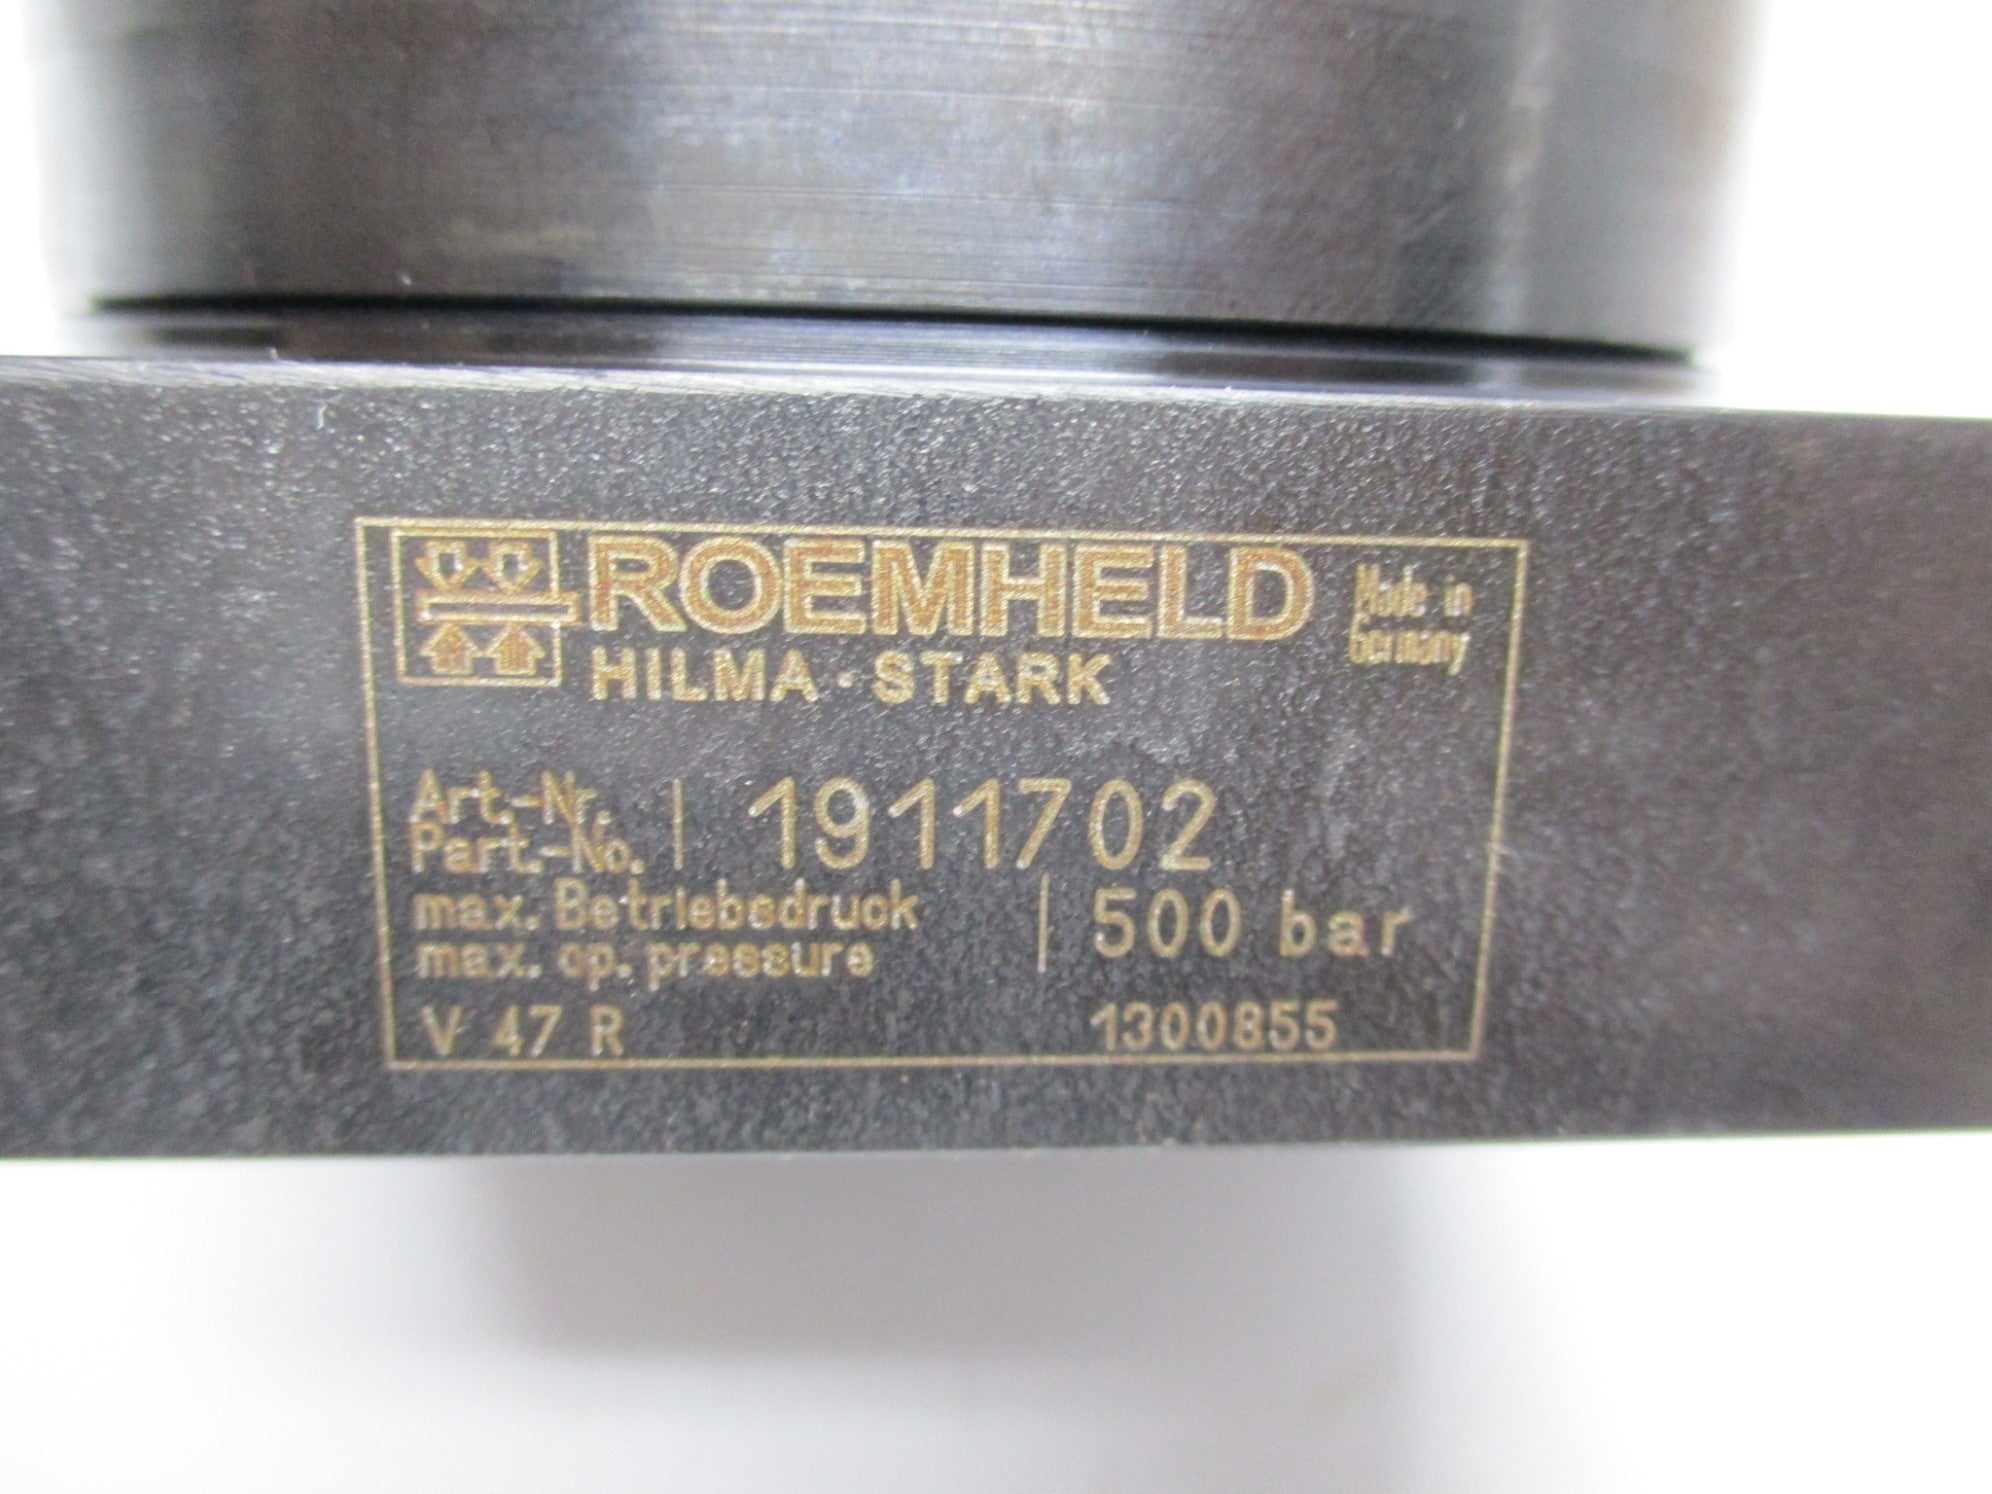 ROEMHELD
HILMA · STARK
Made in
Germany
Art.-Nr.
Part.-No. | 1911702
max. Betriebsdruck
max. op. pressure | 500 bar
V 47 R 1300855